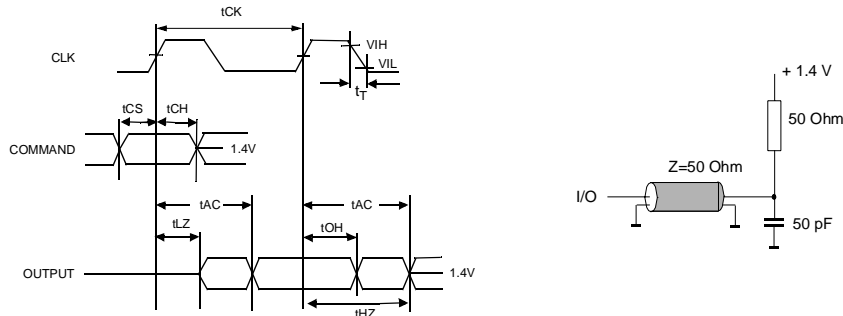 tCK
CLK
VIH
VIL
tT
tCS
tCH
COMMAND
1.4V
tAC
tAC
tLZ
tOH
OUTPUT
1.4V
tHZ
+ 1.4 V
50 Ohm
Z=50 Ohm
I/O
50 pF